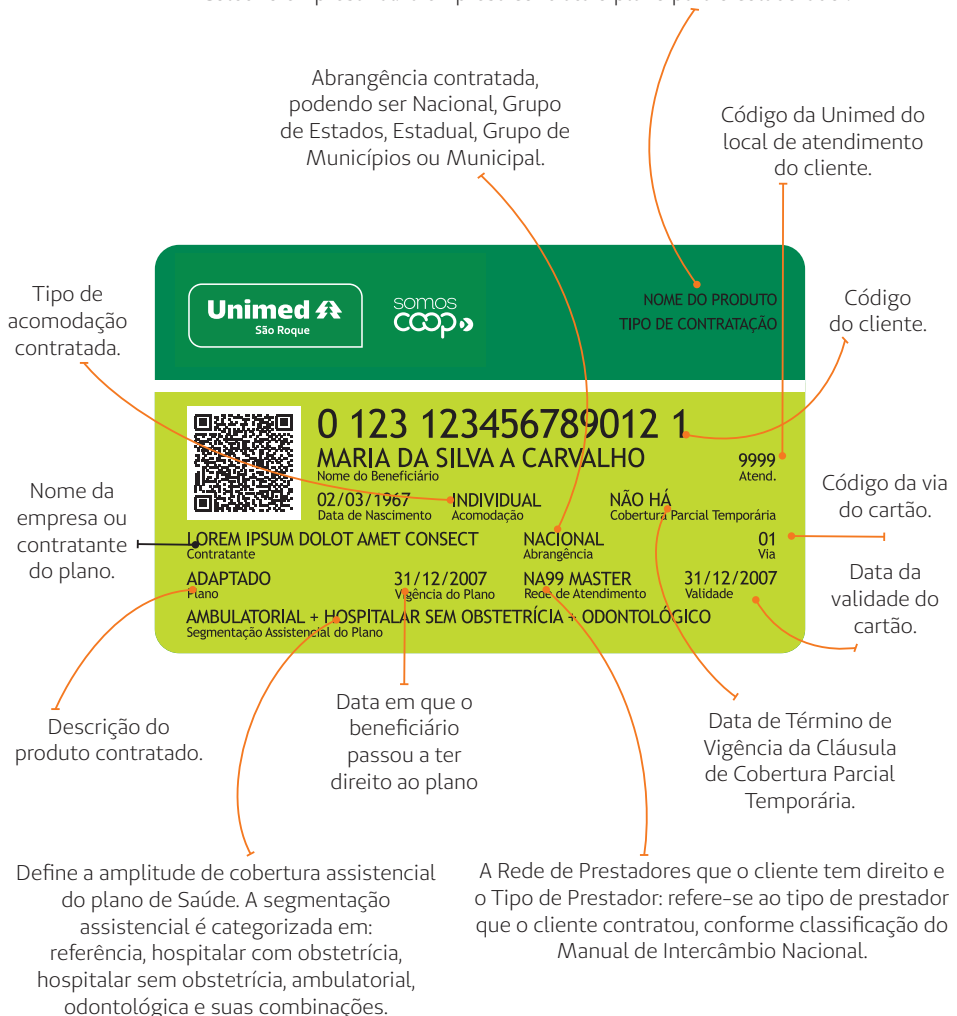 Abrangência contratada,
podendo ser Nacional, Grupo
de Estados, Estadual, Grupo de
Municípios ou Municipal.
Código da Unimed do
local de atendimento
do cliente.
Tipo de
acomodação
contratada.
Unimed
São Roque
somos
coop
NOME DO PRODUTO
TIPO DE CONTRATAÇÃO
Código
do cliente.
0 123 123456789012 1
MARIA DA SILVA A CARVALHO
Nome do Beneficiário
9999
Atend.
02/03/1967 INDIVIDUAL NÃO HÁ
Data de Nascimento Acomodação Cobertura Parcial Temporária
Nome da
empresa ou
contratante
do plano.
Código da via
do cartão.
LOREM IPSUM DOLOT AMET CONSECT NACIONAL 01
Contratante Abrangência Via
ADAPTADO 31/12/2007 NA99 MASTER 31/12/2007
Plano Vigência do Plano Rede de Atendimento Validade
AMBULATORIAL + HOSPITALAR SEM OBSTETRÍCIA + ODONTOLÓGICO
Segmentação Assistencial do Plano
Data da
validade do
cartão.
Descrição do
produto contratado.
Data em que o
beneficiário
passou a ter
direito ao plano
Data de Término de
Vigência da Cláusula
de Cobertura Parcial
Temporária.
Define a amplitude de cobertura assistencial
do plano de Saúde. A segmentação
assistencial é categorizada em:
referência, hospitalar com obstetrícia,
hospitalar sem obstetrícia, ambulatorial,
odontológica e suas combinações.
A Rede de Prestadores que o cliente tem direito e
o Tipo de Prestador: refere-se ao tipo de prestador
que o cliente contratou, conforme classificação do
Manual de Intercâmbio Nacional.